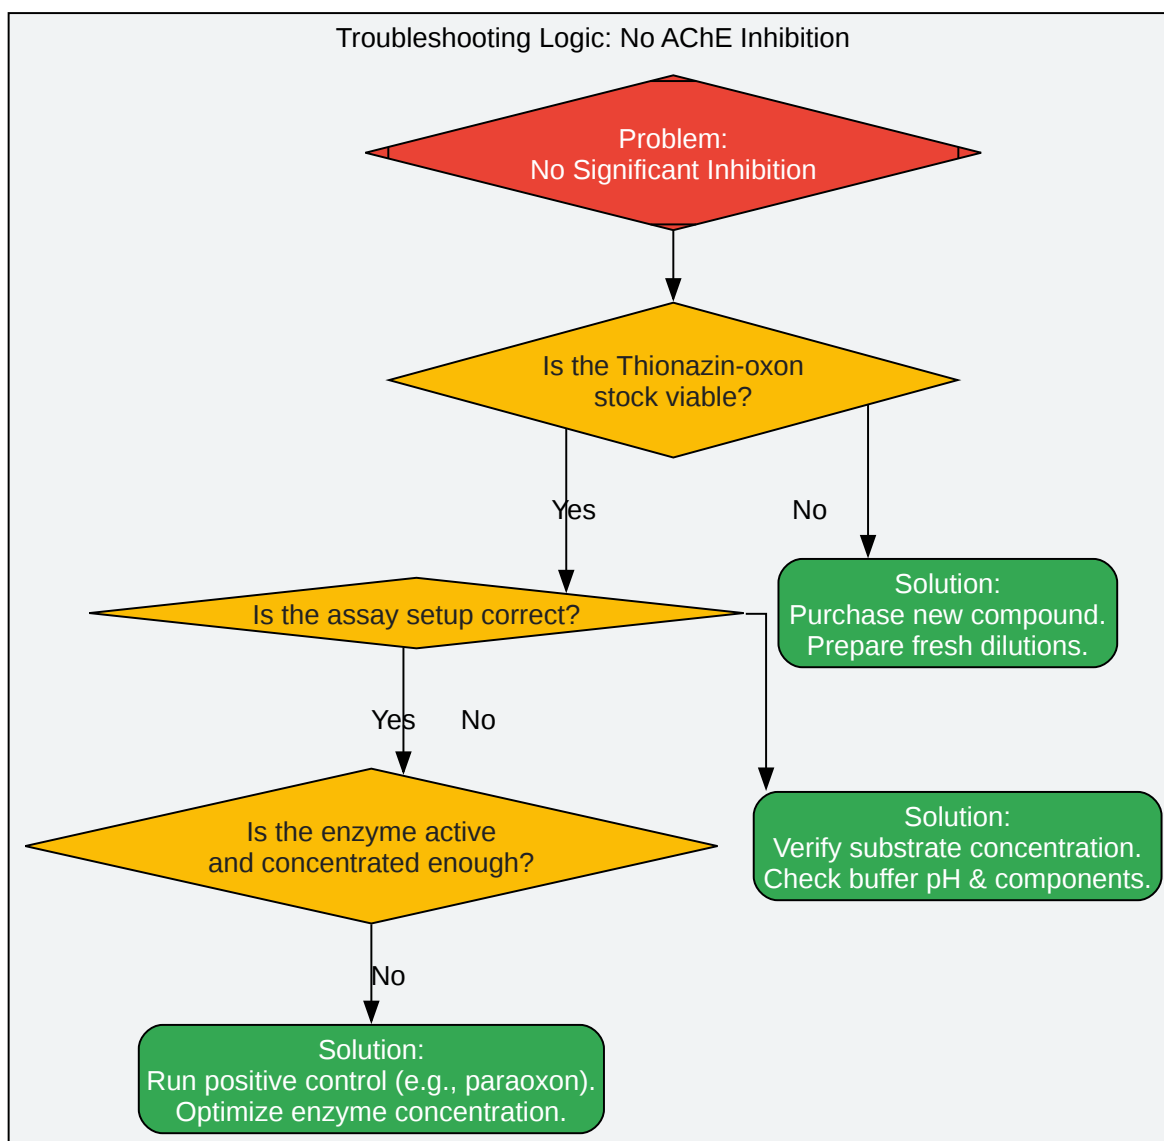 Troubleshooting Logic: No AChE Inhibition
Problem:
No Significant Inhibition
Is the Thionazin-oxon
stock viable?
Yes
No
Solution:
Purchase new compound.
Prepare fresh dilutions.
Is the assay setup correct?
Yes
No
Solution:
Verify substrate concentration.
Check buffer pH & components.
Is the enzyme active
and concentrated enough?
No
Solution:
Run positive control (e.g., paraoxon).
Optimize enzyme concentration.